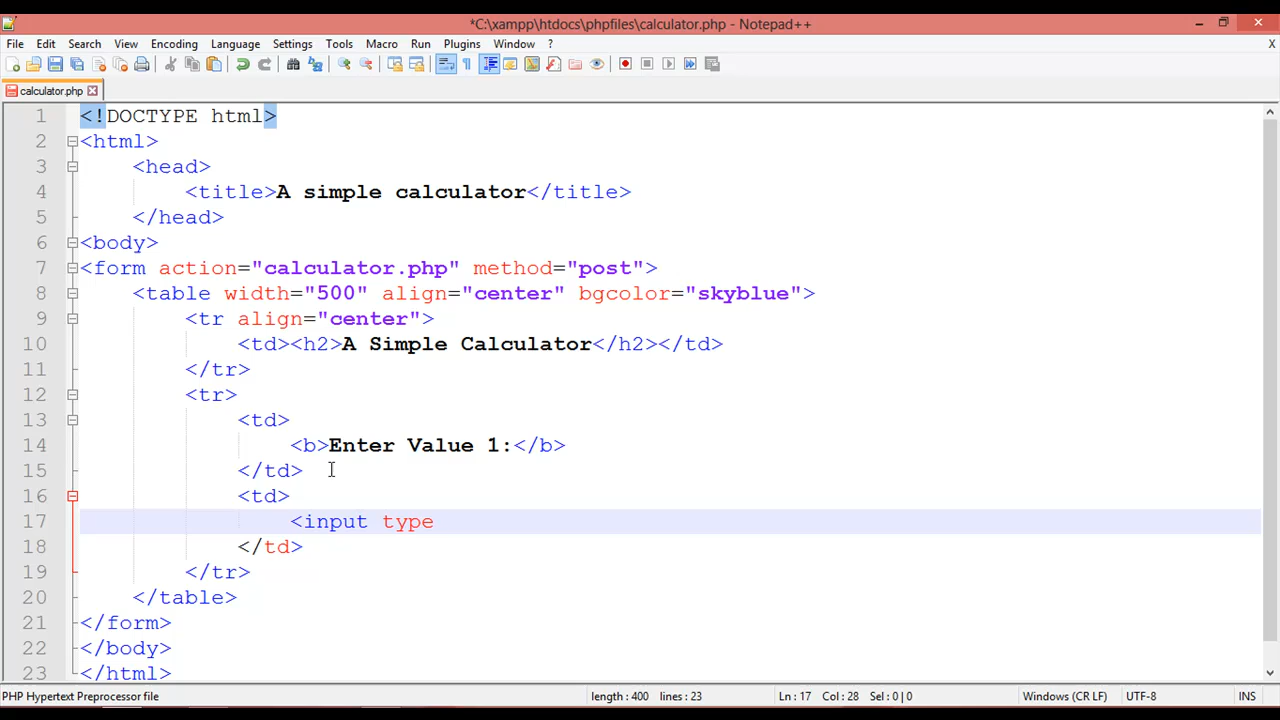 *C:\xampp\htdocs\phpfiles\calculator.php - Notepad++
File Edit Search View Encoding Language Settings Tools Macro Run Plugins Window ? X
calculator.php
1 <!DOCTYPE html>
2 <html>
3 <head>
4 <title>A simple calculator</title>
5 </head>
6 <body>
7 <form action="calculator.php" method="post">
8 <table width="500" align="center" bgcolor="skyblue">
9 <tr align="center">
10 <td><h2>A Simple Calculator</h2></td>
11 </tr>
12 <tr>
13 <td>
14 <b>Enter Value 1:</b>
15 </td>
16 <td>
17 <input type
18 </td>
19 </tr>
20 </table>
21 </form>
22 </body>
23 </html>
PHP Hypertext Preprocessor file length : 400 lines : 23 Ln : 17 Col : 28 Sel : 0 | 0 Windows (CR LF) UTF-8 INS